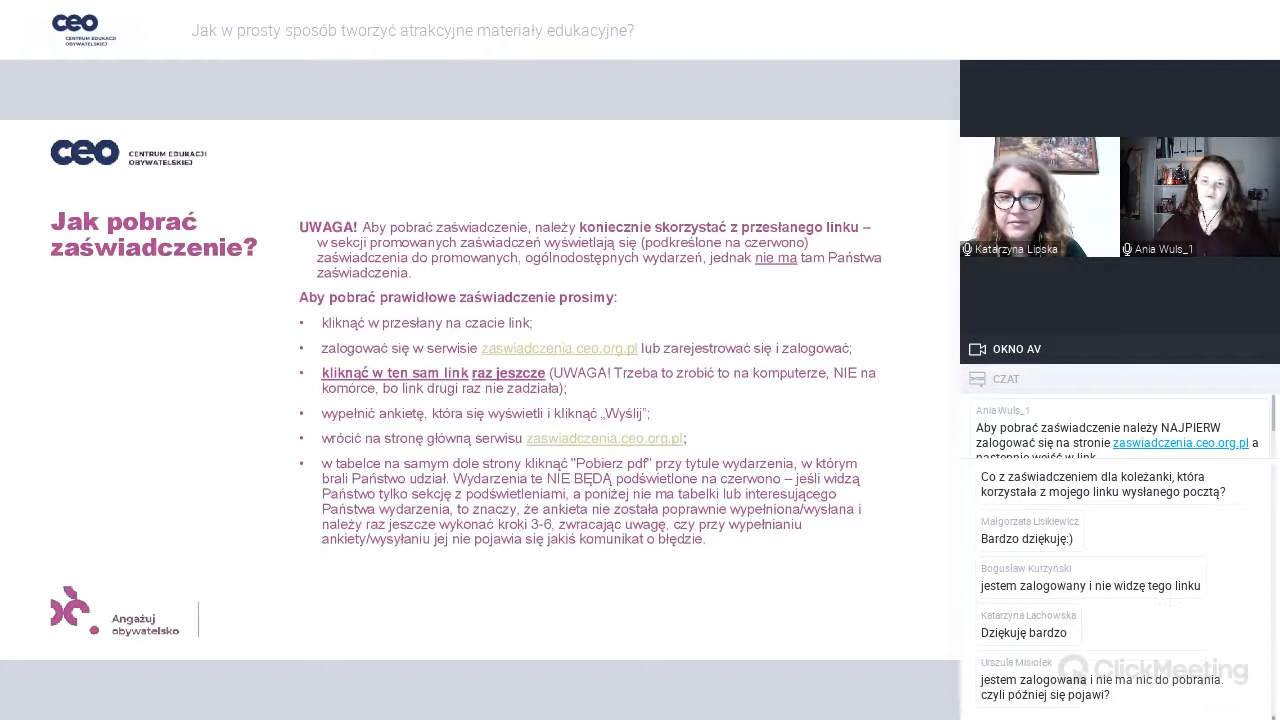 ceo
CENTRUM EDUKACJI
OBYWATELSKIEJ
Jak w prosty sposób tworzyć atrakcyjne materiały edukacyjne?
ceo
CENTRUM EDUKACJI
OBYWATELSKIEJ
Jak pobrać
zaświadczenie?
UWAGA! Aby pobrać zaświadczenie, należy koniecznie skorzystać z przesłanego linku –
w sekcji promowanych zaświadczeń wyświetlają się (podkreślone na czerwono)
zaświadczenia do promowanych, ogólnodostępnych wydarzeń, jednak nie ma tam Państwa
zaświadczenia.
Aby pobrać prawidłowe zaświadczenie prosimy:
• kliknąć w przesłany na czacie link;
• zalogować się w serwisie zaswiadczenia.ceo.org.pl lub zarejestrować się i zalogować;
• kliknąć w ten sam link raz jeszcze (UWAGA! Trzeba to zrobić to na komputerze, NIE na
komórce, bo link drugi raz nie zadziała);
• wypełnić ankietę, która się wyświetli i kliknąć „Wyślij”;
• wrócić na stronę główną serwisu zaswiadczenia.ceo.org.pl;
• w tabelce na samym dole strony kliknąć "Pobierz pdf" przy tytule wydarzenia, w którym
brali Państwo udział. Wydarzenia te NIE BĘDĄ podświetlone na czerwono – jeśli widzą
Państwo tylko sekcję z podświetleniami, a poniżej nie ma tabelki lub interesującego
Państwa wydarzenia, to znaczy, że ankieta nie została poprawnie wypełniona/wysłana i
należy raz jeszcze wykonać kroki 3-6, zwracając uwagę, czy przy wypełnianiu
ankiety/wysyłaniu jej nie pojawia się jakiś komunikat o błędzie.
Angażuj
obywatelsko
Katarzyna Lipska
Ania Wuls_1
OKNO AV
CZAT
Ania Wuls_1
Aby pobrać zaświadczenie należy NAJPIERW
zalogować się na stronie zaswiadczenia.ceo.org.pl a
następnie wejść w link
Co z zaświadczeniem dla koleżanki, która
korzystała z mojego linku wysłanego pocztą?
Małgorzata Lisikiewicz
Bardzo dziękuję:)
Bogusław Kurzyński
jestem zalogowany i nie widzę tego linku
Katarzyna Lachowska
Dziękuję bardzo
Urszula Misiołek
ClickMeeting
jestem zalogowana i nie ma nic do pobrania.
czyli później się pojawi?